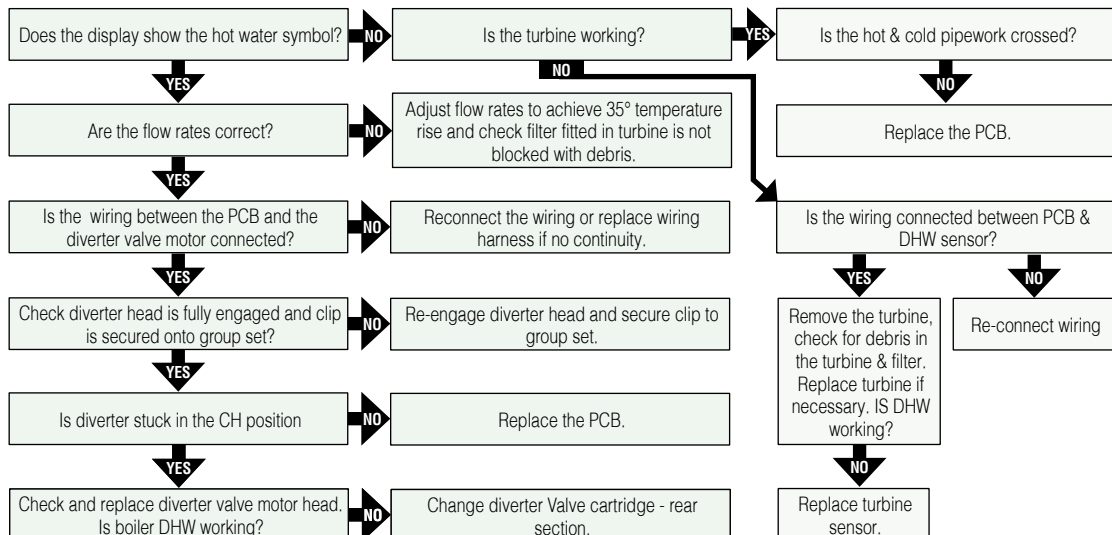 Does the display show the hot water symbol?
NO
Is the turbine working?
YES
Is the hot & cold pipework crossed?
YES
NO
NO
Are the flow rates correct?
NO
Adjust flow rates to achieve 35° temperature
rise and check filter fitted in turbine is not
blocked with debris.
Replace the PCB.
YES
Is the wiring between the PCB and the
diverter valve motor connected?
NO
Reconnect the wiring or replace wiring
harness if no continuity.
Is the wiring connected between PCB &
DHW sensor?
YES
YES
NO
Check diverter head is fully engaged and clip
is secured onto group set?
NO
Re-engage diverter head and secure clip to
group set.
Remove the turbine,
check for debris in
the turbine & filter.
Replace turbine if
necessary. IS DHW
working?
Re-connect wiring
YES
Is diverter stuck in the CH position
NO
Replace the PCB.
YES
NO
Check and replace diverter valve motor head.
Is boiler DHW working?
NO
Change diverter Valve cartridge - rear
section.
Replace turbine
sensor.